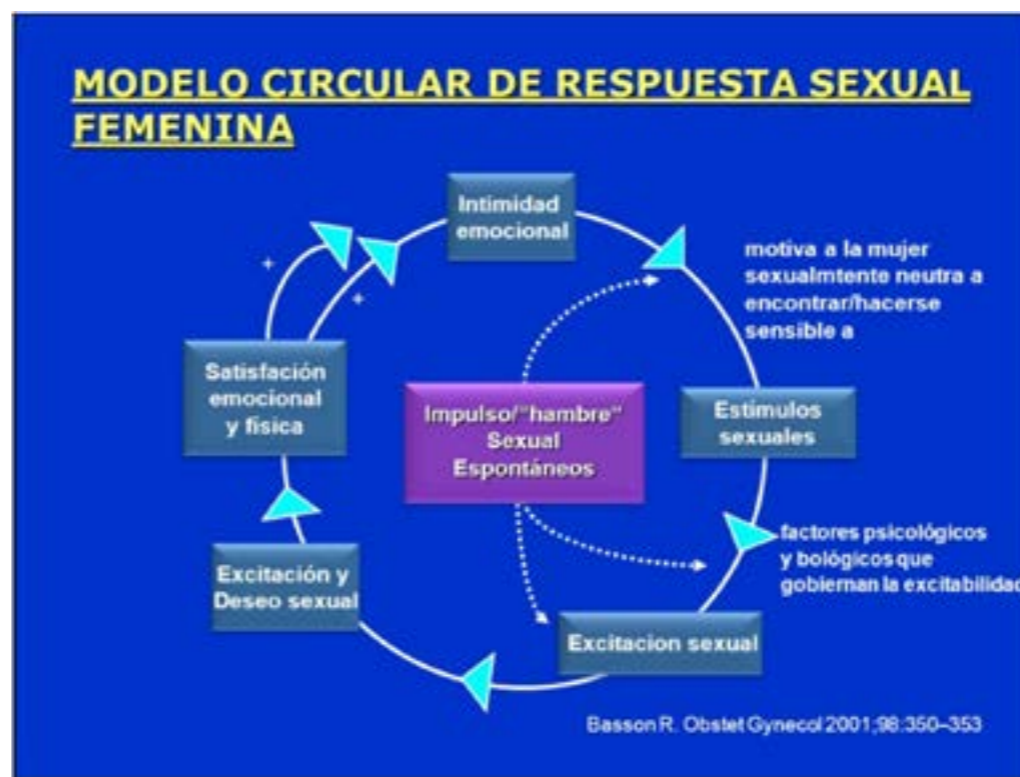 MODELO CIRCULAR DE RESPUESTA SEXUAL
FEMENINA
Intimidad
emocional
motiva a la mujer
sexualmtente neutra a
encontrar/hacerse
sensible a
+
+
Satisfación
emocional
y física
Impulso/"hambre"
Sexual
Espontáneos
Estímulos
sexuales
factores psicológicos
y bológicos que
gobiernan la excitabilidad
Excitación y
Deseo sexual
Excitacion sexual
Basson R. Obstet Gynecol 2001;98:350–353